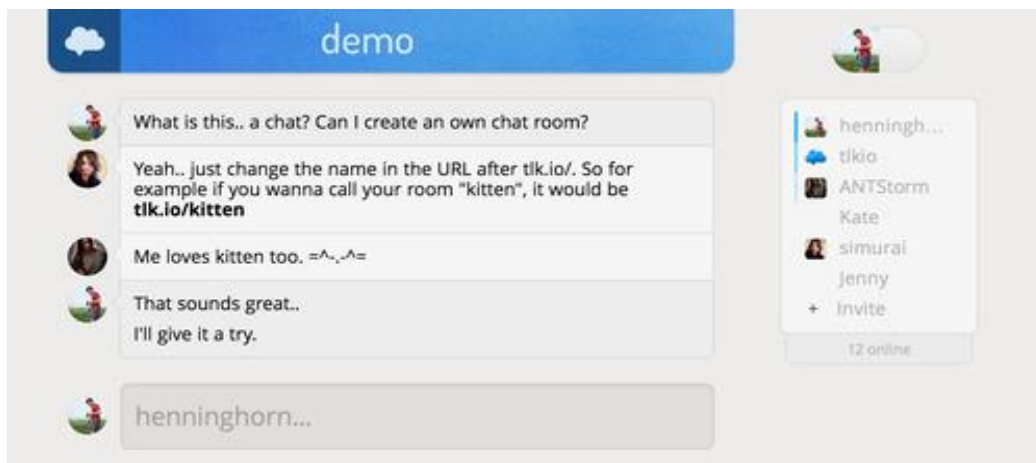 demo
What is this.. a chat? Can I create an own chat room?
Yeah.. just change the name in the URL after tlk.io/. So for
example if you wanna call your room "kitten", it would be
tlk.io/kitten
Me loves kitten too. =^-.-^=
That sounds great..
I'll give it a try.
henninghorn...
henningh...
tlkio
ANTStorm
Kate
simurai
Jenny
+ Invite
12 online